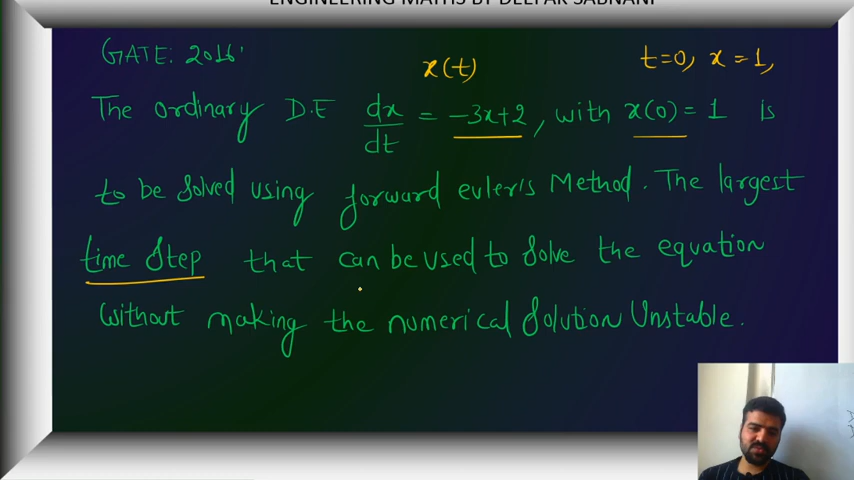 ENGINEERING MATHS BY DEEPAK SABNANI
GATE: 2016'
x(t)
t=0, x=1,
The ordinary D.E dx/dt = -3x+2, with x(0)=1 is
to be solved using forward euler's Method. The largest
time Step that can be used to solve the equation
without making the numerical Solution Unstable.